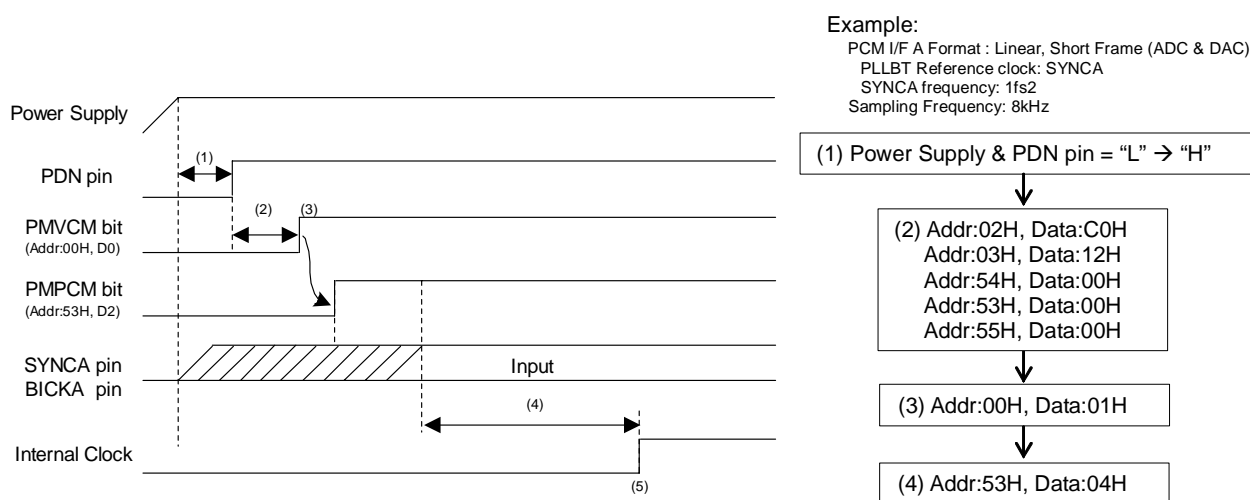 Example:
PCM I/F A Format : Linear, Short Frame (ADC & DAC)
PLLBT Reference clock: SYNCA
SYNCA frequency: 1fs2
Sampling Frequency: 8kHz
Power Supply
(1)
PDN pin
(2)
(3)
PMVCM bit
(Addr:00H, D0)
PMPCM bit
(Addr:53H, D2)
SYNCA pin
BICKA pin
Input
(4)
Internal Clock
(5)
(1) Power Supply & PDN pin = “L” → “H”
(2) Addr:02H, Data:C0H
Addr:03H, Data:12H
Addr:54H, Data:00H
Addr:53H, Data:00H
Addr:55H, Data:00H
(3) Addr:00H, Data:01H
(4) Addr:53H, Data:04H